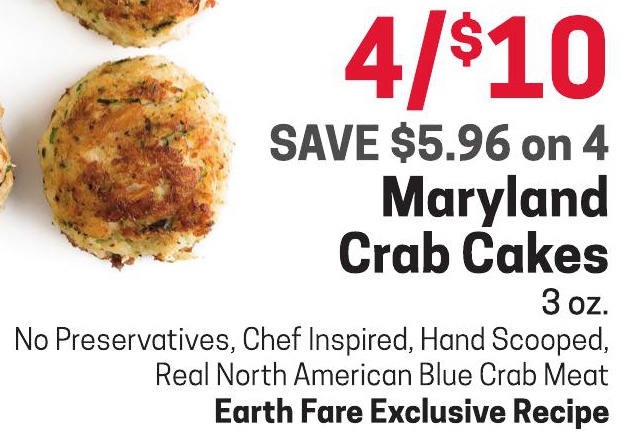 4/$10
SAVE $5.96 on 4
Maryland
Crab Cakes
3 oz.
No Preservatives, Chef Inspired, Hand Scooped,
Real North American Blue Crab Meat
Earth Fare Exclusive Recipe